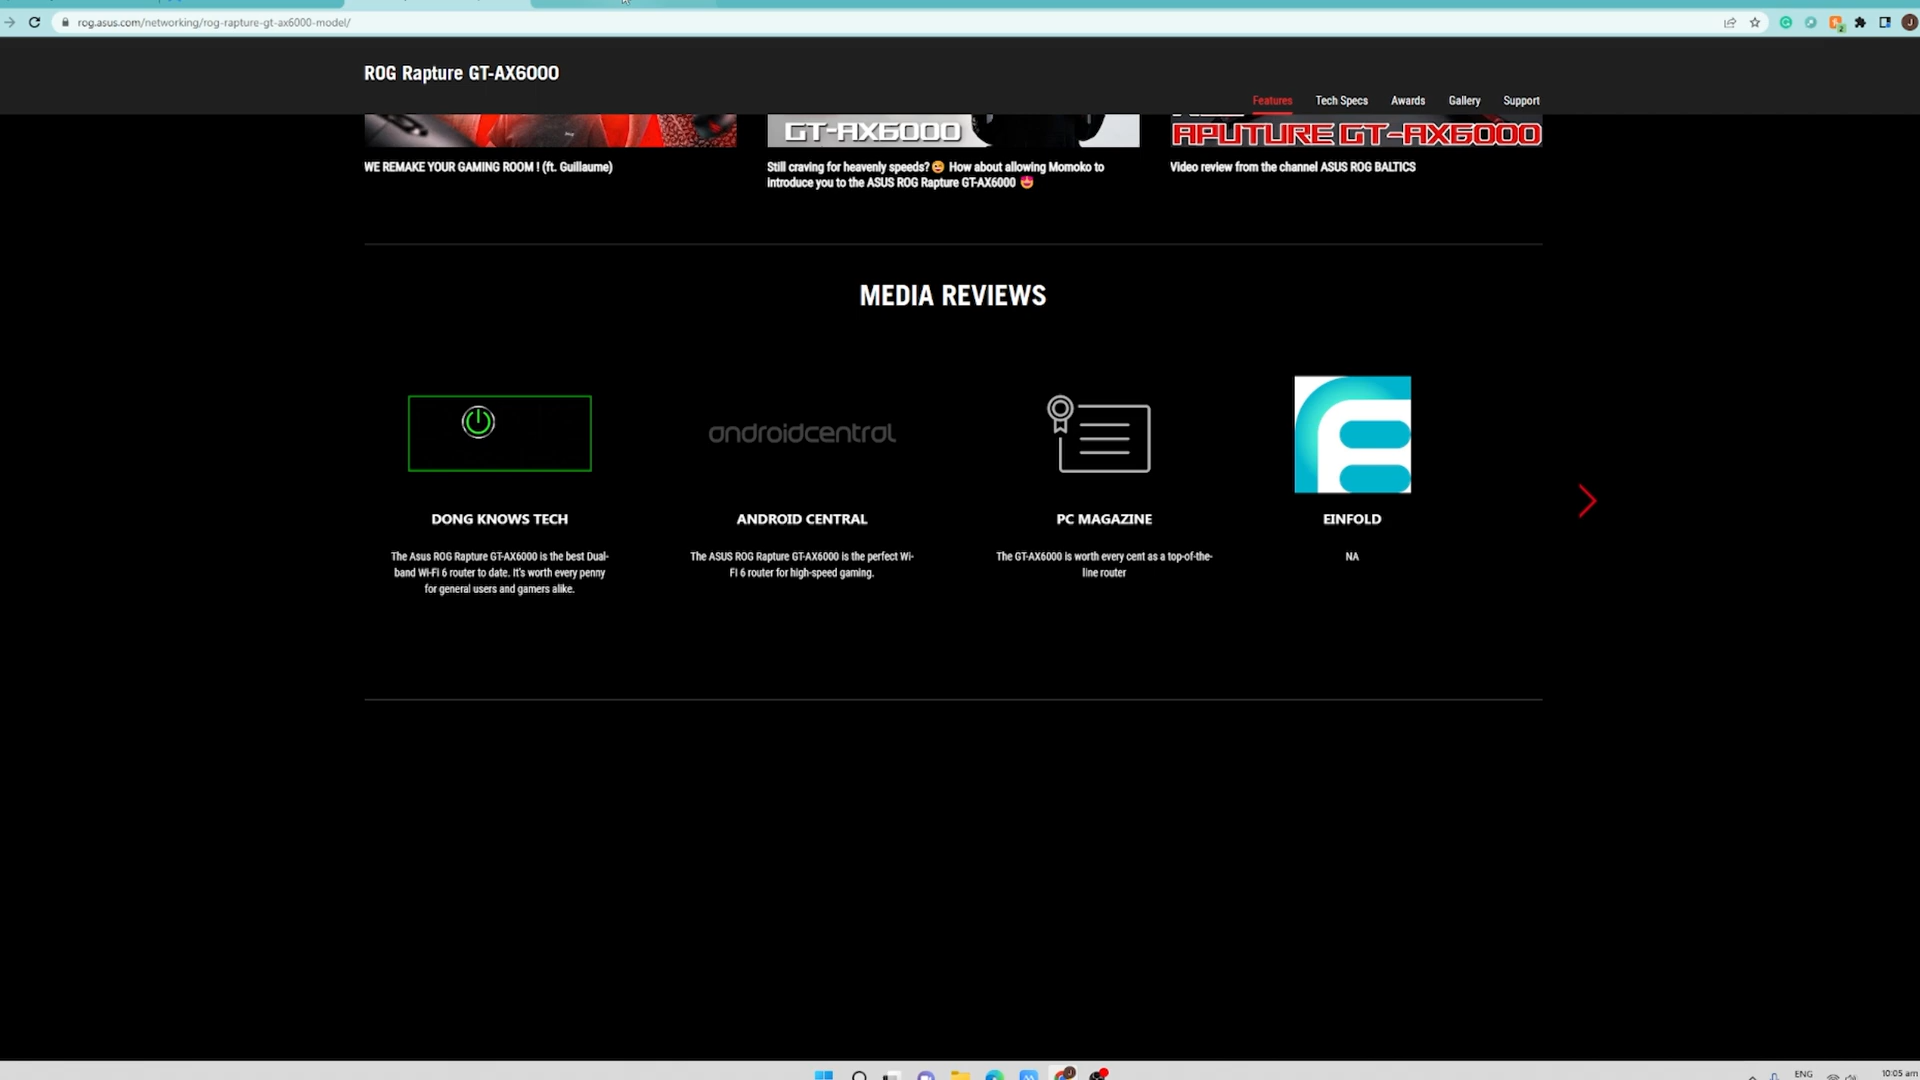 rog.asus.com/networking/rog-rapture-gt-ax6000-model/
ROG Rapture GT-AX6000
Features Tech Specs Awards Gallery Support
GT-AX6000
APUTURE GT-AX6000
WE REMAKE YOUR GAMING ROOM ! (ft. Guillaume)
Still craving for heavenly speeds?😉 How about allowing Momoko to
introduce you to the ASUS ROG Rapture GT-AX6000 😍
Video review from the channel ASUS ROG BALTICS
MEDIA REVIEWS
androidcentral
DONG KNOWS TECH
The Asus ROG Rapture GT-AX6000 is the best Dual-
band Wi-Fi 6 router to date. It's worth every penny
for general users and gamers alike.
ANDROID CENTRAL
The ASUS ROG Rapture GT-AX6000 is the perfect Wi-
Fi 6 router for high-speed gaming.
PC MAGAZINE
The GT-AX6000 is worth every cent as a top-of-the-
line router
EINFOLD
NA
ENG
10:05 am